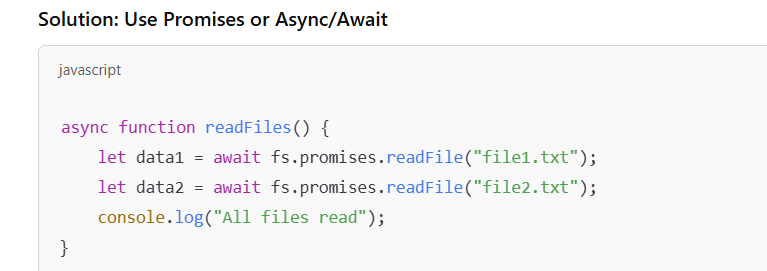 Solution: Use Promises or Async/Await
javascript
async function readFiles() {
    let data1 = await fs.promises.readFile("file1.txt");
    let data2 = await fs.promises.readFile("file2.txt");
    console.log("All files read");
}